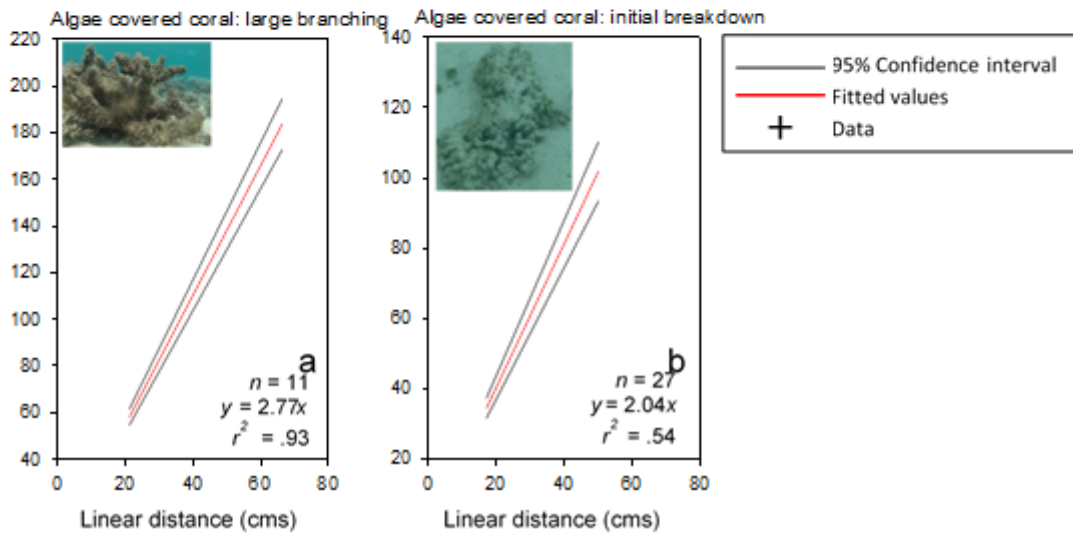 Algae covered coral: large branching
220
200
180
160
140
120
100
80
60
40
0
20
40
60
80
a
n = 11
y = 2.77x
r² = .93
Linear distance (cms)
Algae covered coral: initial breakdown
140
120
100
80
60
40
20
0
20
40
60
80
b
n = 27
y = 2.04x
r² = .54
Linear distance (cms)
95% Confidence interval
Fitted values
Data